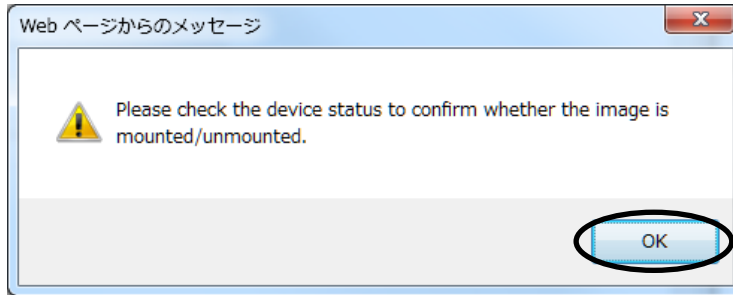 Web ページからのメッセージ
Please check the device status to confirm whether the image is
mounted/unmounted.
OK